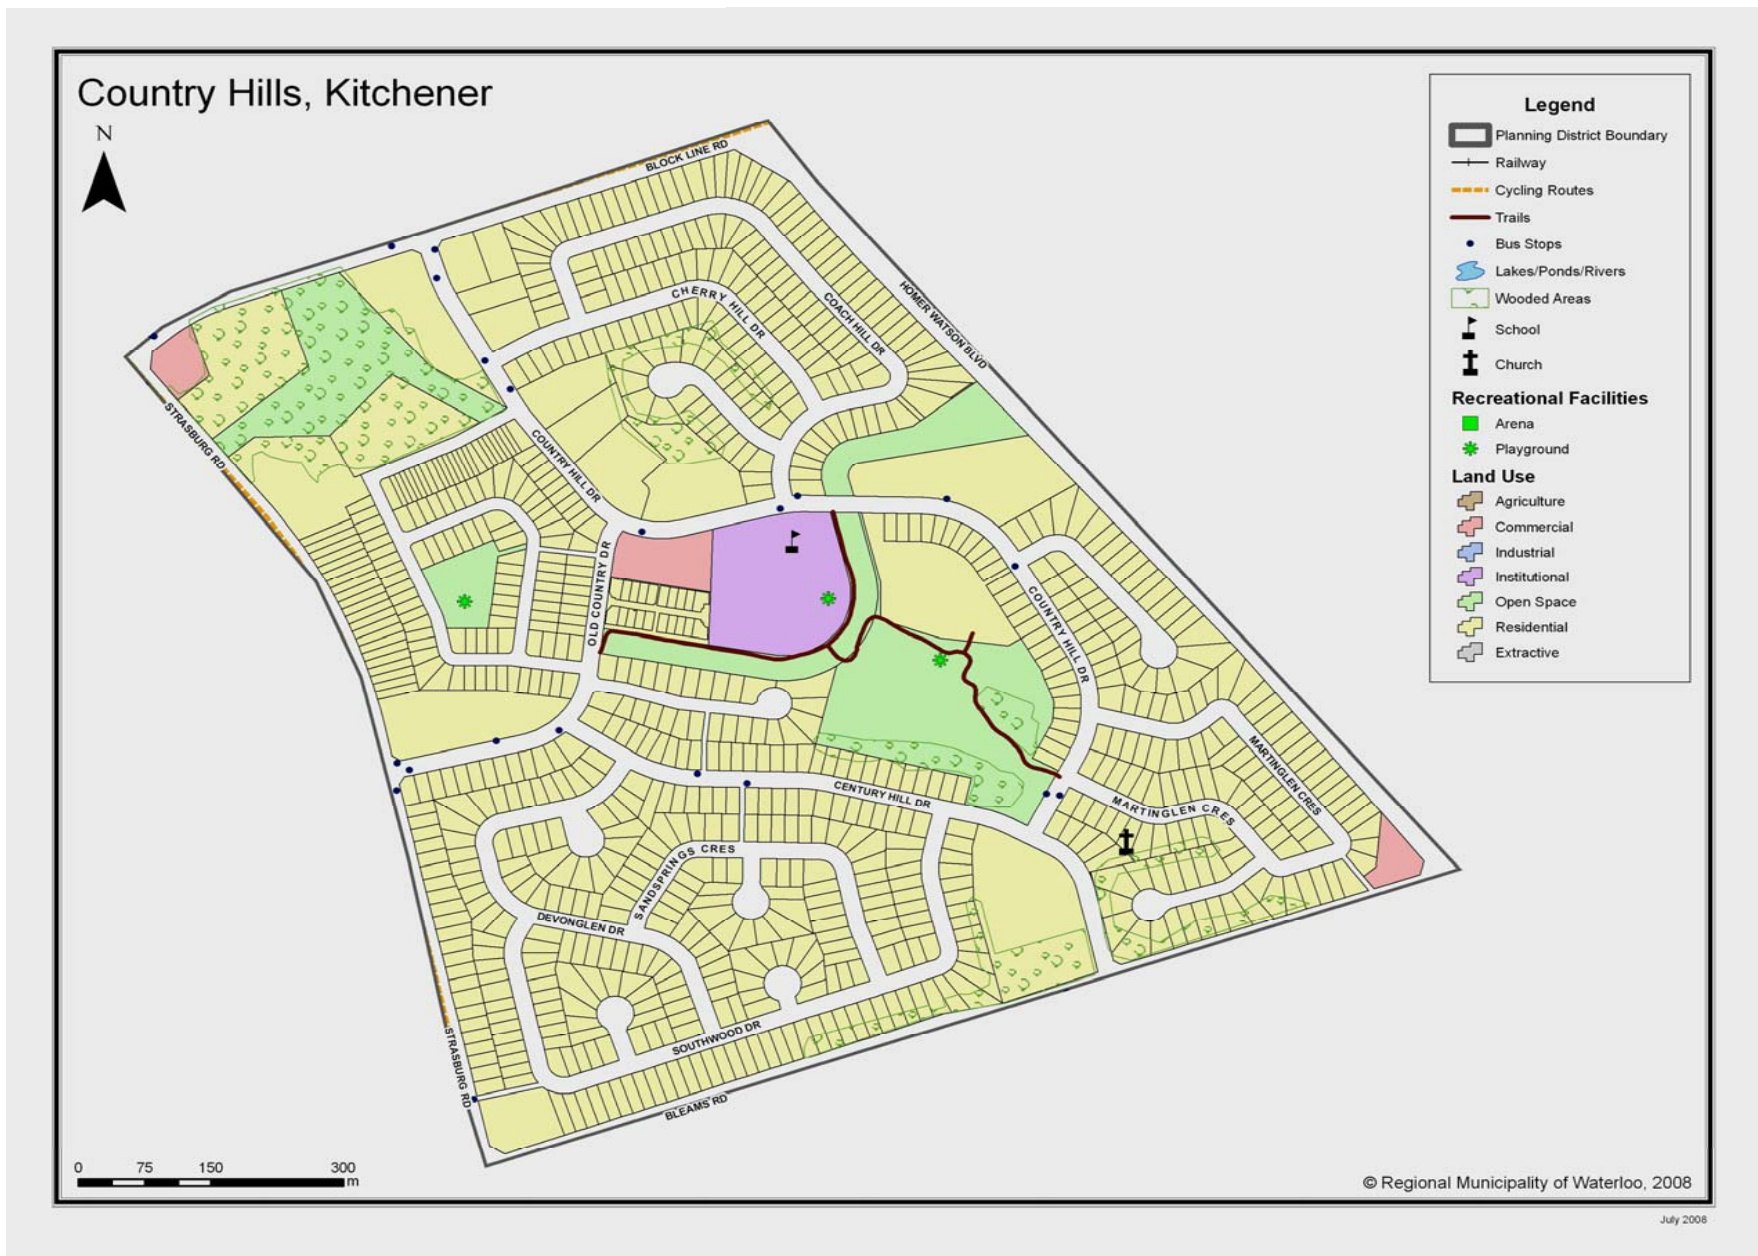 Country Hills, Kitchener
N
BLOCK LINE RD
CHERRY HILL DR
COACH HILL DR
HOMER WATSON BLVD
STRASBURG RD
COUNTRY HILL DR
OLD COUNTRY DR
COUNTRY HILL DR
MARTINGLEN CRES
CENTURY HILL DR
MARTINGLEN CRES
SANDSPRINGS CRES
DEVONGLEN DR
SOUTHWOOD DR
STRASBURG RD
BLEAMS RD
Legend
Planning District Boundary
Railway
Cycling Routes
Trails
Bus Stops
Lakes/Ponds/Rivers
Wooded Areas
School
Church
Recreational Facilities
Arena
Playground
Land Use
Agriculture
Commercial
Industrial
Institutional
Open Space
Residential
Extractive
0 75 150 300
m
© Regional Municipality of Waterloo, 2008
July 2008